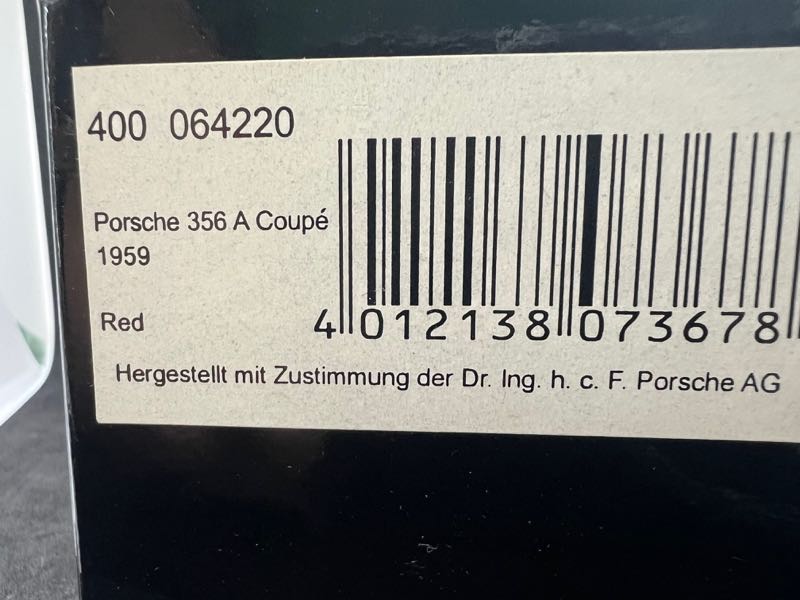 400 064220
Porsche 356 A Coupé
1959
Red
4 012138 073678
Hergestellt mit Zustimmung der Dr. Ing. h. c. F. Porsche AG